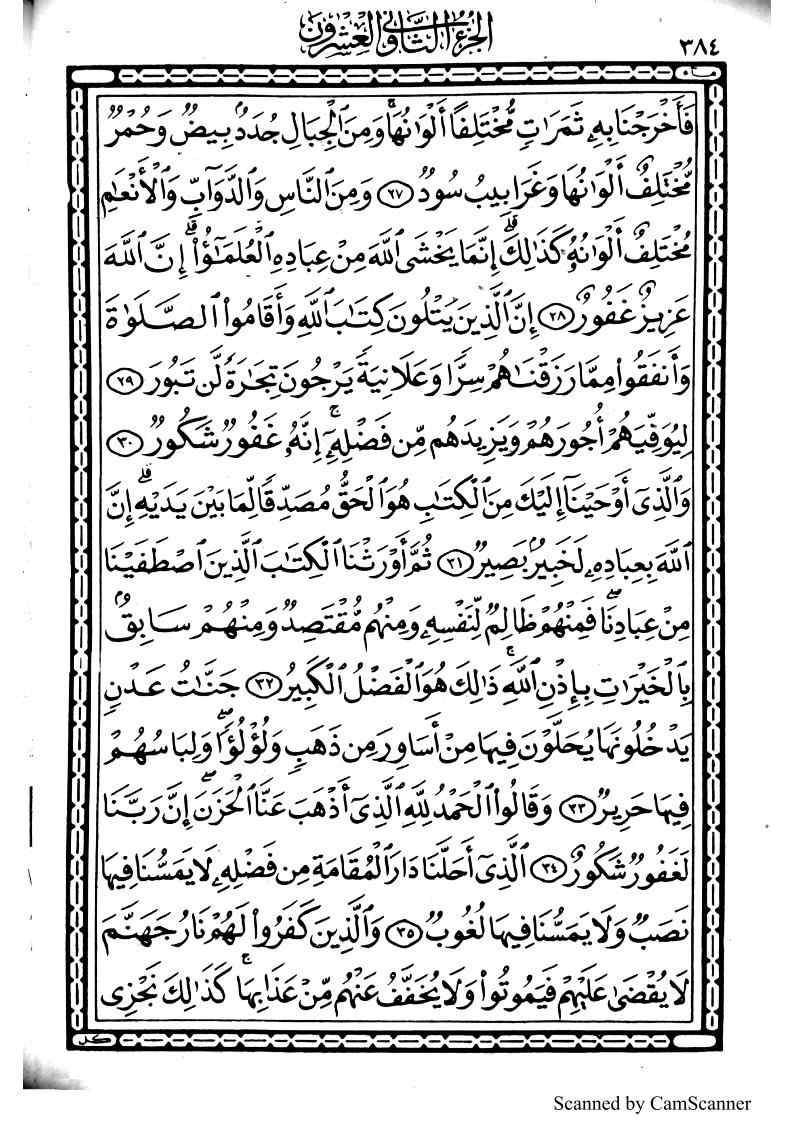 الجزء الثاني والعشرون
٣٨٤
ماء
فَأَخْرَجْنَا بِهِۦ ثَمَرَٰتٖ مُّخْتَلِفًا أَلْوَٰنُهَاۚ وَمِنَ ٱلْجِبَالِ جُدَدُۢ بِيضٞ وَحُمْرٞ
مُّخْتَلِفٌ أَلْوَٰنُهَا وَغَرَابِيبُ سُودٞ ٢٧ وَمِنَ ٱلنَّاسِ وَٱلدَّوَآبِّ وَٱلْأَنْعَٰمِ
مُخْتَلِفٌ أَلْوَٰنُهُۥ كَذَٰلِكَۗ إِنَّمَا يَخْشَى ٱللَّهَ مِنْ عِبَادِهِ ٱلْعُلَمَٰٓؤُا۟ۗ إِنَّ ٱللَّهَ
عَزِيزٌ غَفُورٌ ٢٨ إِنَّ ٱلَّذِينَ يَتْلُونَ كِتَٰبَ ٱللَّهِ وَأَقَامُوا۟ ٱلصَّلَوٰةَ
وَأَنفَقُوا۟ مِمَّا رَزَقْنَٰهُمْ سِرّٗا وَعَلَانِيَةٗ يَرْجُونَ تِجَٰرَةٗ لَّن تَبُورَ ٢٩
لِيُوَفِّيَهُمْ أُجُورَهُمْ وَيَزِيدَهُم مِّن فَضْلِهِۦٓۚ إِنَّهُۥ غَفُورٞ شَكُورٞ ٣٠
وَٱلَّذِىٓ أَوْحَيْنَآ إِلَيْكَ مِنَ ٱلْكِتَٰبِ هُوَ ٱلْحَقُّ مُصَدِّقٗا لِّمَا بَيْنَ يَدَيْهِۗ إِنَّ
ٱللَّهَ بِعِبَادِهِۦ لَخَبِيرُۢ بَصِيرٞ ٣١ ثُمَّ أَوْرَثْنَا ٱلْكِتَٰبَ ٱلَّذِينَ ٱصْطَفَيْنَا
مِنْ عِبَادِنَاۖ فَمِنْهُمْ ظَالِمٞ لِّنَفْسِهِۦ وَمِنْهُم مُّقْتَصِدٞ وَمِنْهُمْ سَابِقُۢ
بِٱلْخَيْرَٰتِ بِإِذْنِ ٱللَّهِۚ ذَٰلِكَ هُوَ ٱلْفَضْلُ ٱلْكَبِيرُ ٣٢ جَنَّٰتُ عَدْنٖ
يَدْخُلُونَهَا يُحَلَّوْنَ فِيهَا مِنْ أَسَاوِرَ مِن ذَهَبٖ وَلُؤْلُؤٗاۖ وَلِبَاسُهُمْ
فِيهَا حَرِيرٞ ٣٣ وَقَالُوا۟ ٱلْحَمْدُ لِلَّهِ ٱلَّذِىٓ أَذْهَبَ عَنَّا ٱلْحَزَنَۖ إِنَّ رَبَّنَا
لَغَفُورٞ شَكُورٌ ٣٤ ٱلَّذِىٓ أَحَلَّنَا دَارَ ٱلْمُقَامَةِ مِن فَضْلِهِۦ لَا يَمَسُّنَا فِيهَا
نَصَبٞ وَلَا يَمَسُّنَا فِيهَا لُغُوبٞ ٣٥ وَٱلَّذِينَ كَفَرُوا۟ لَهُمْ نَارُ جَهَنَّمَ
لَا يُقْضَىٰ عَلَيْهِمْ فَيَمُوتُوا۟ وَلَا يُخَفَّفُ عَنْهُم مِّنْ عَذَابِهَاۚ كَذَٰلِكَ نَجْزِى
كل
Scanned by CamScanner